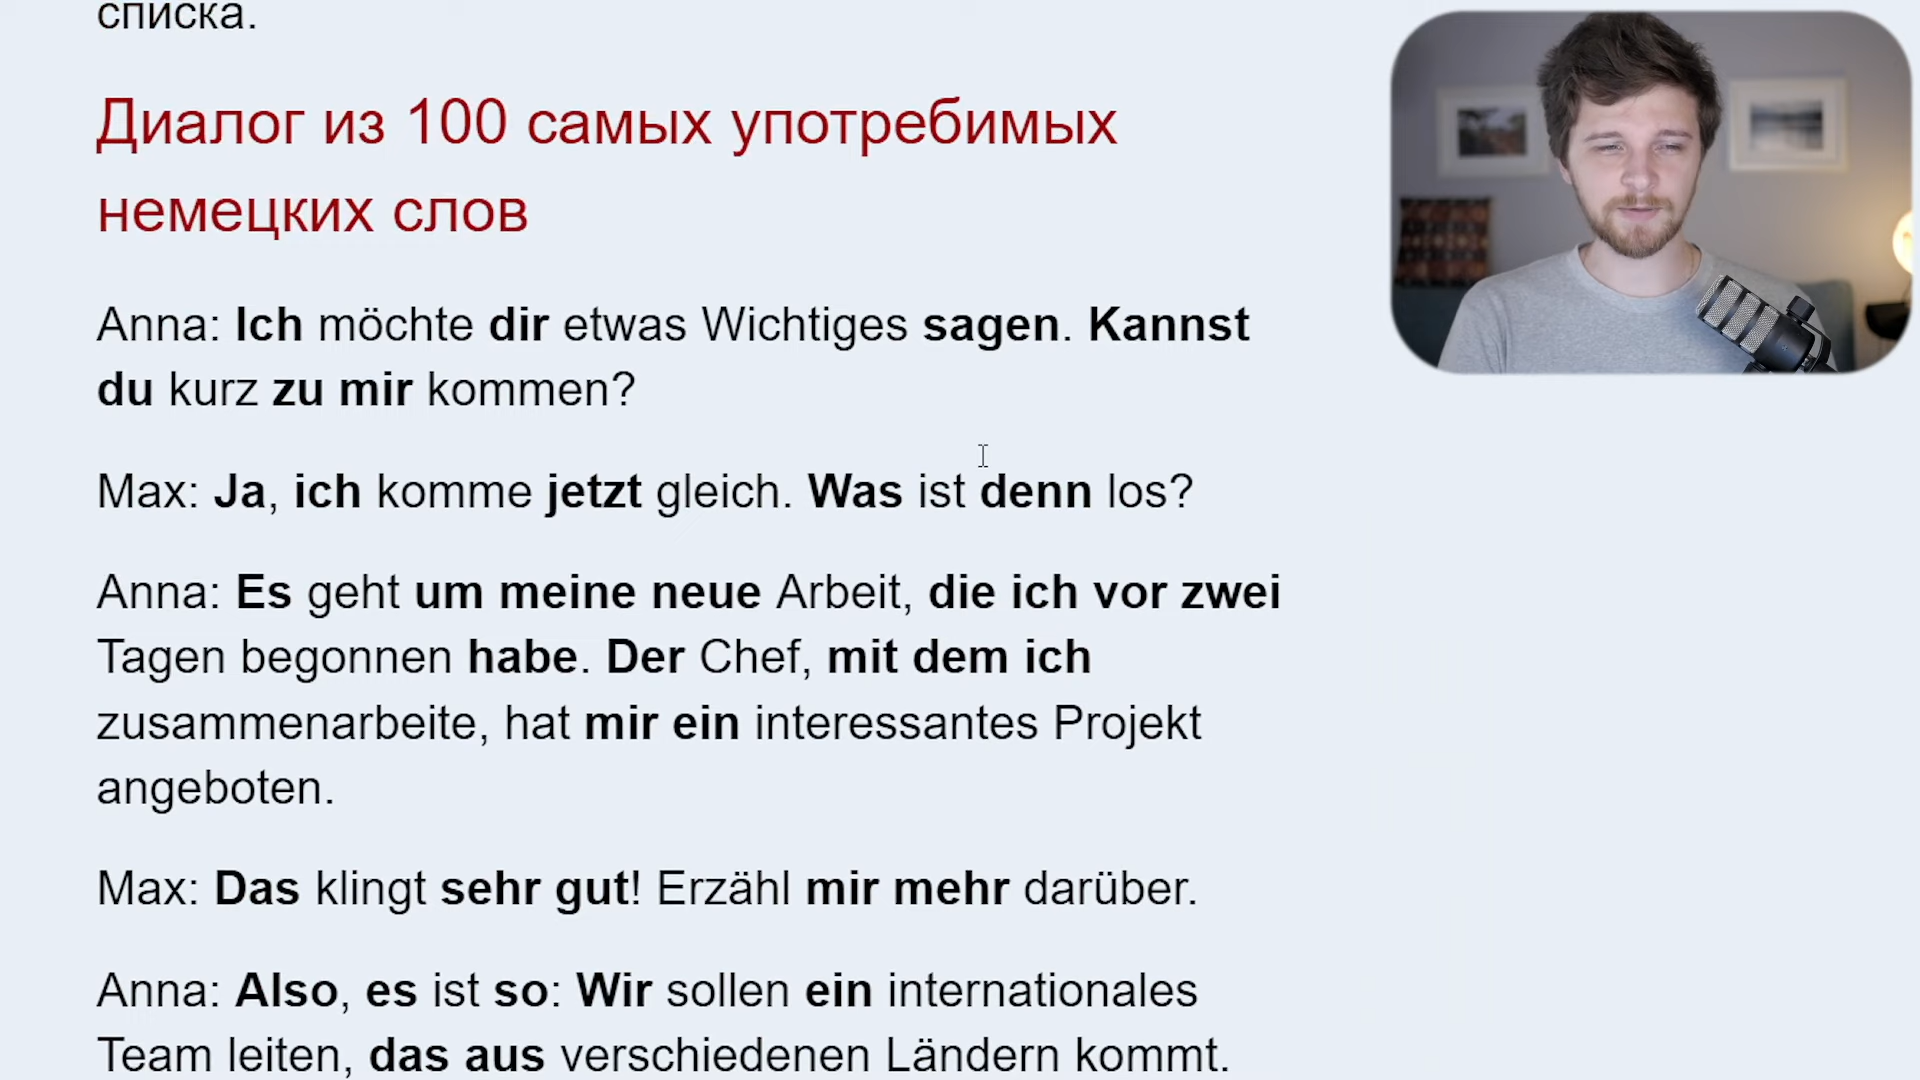 списка.
Диалог из 100 самых употребимых
немецких слов
Anna: Ich möchte dir etwas Wichtiges sagen. Kannst
du kurz zu mir kommen?
Max: Ja, ich komme jetzt gleich. Was ist denn los?
Anna: Es geht um meine neue Arbeit, die ich vor zwei
Tagen begonnen habe. Der Chef, mit dem ich
zusammenarbeite, hat mir ein interessantes Projekt
angeboten.
Max: Das klingt sehr gut! Erzähl mir mehr darüber.
Anna: Also, es ist so: Wir sollen ein internationales
Team leiten, das aus verschiedenen Ländern kommt.